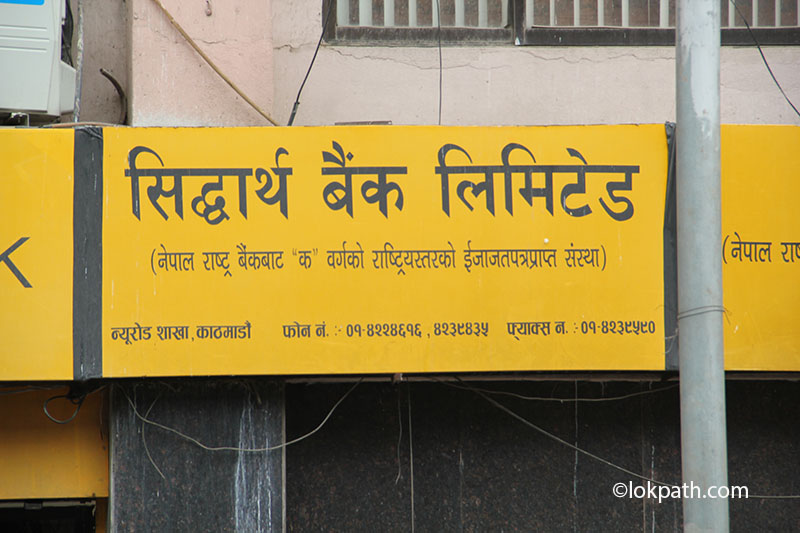 सिद्धार्थ बैंक लिमिटेड
(नेपाल राष्ट्र बैंकबाट “क” वर्गको राष्ट्रियस्तरको ईजाजतपत्रप्राप्त संस्था)
न्यूरोड शाखा, काठमाडौं फोन नं. :- ०१-४२२४६१६ , ४२३९४३५ फ्याक्स न. :- ०१-४२३९५९०
K
(नेपाल
©lokpath.com